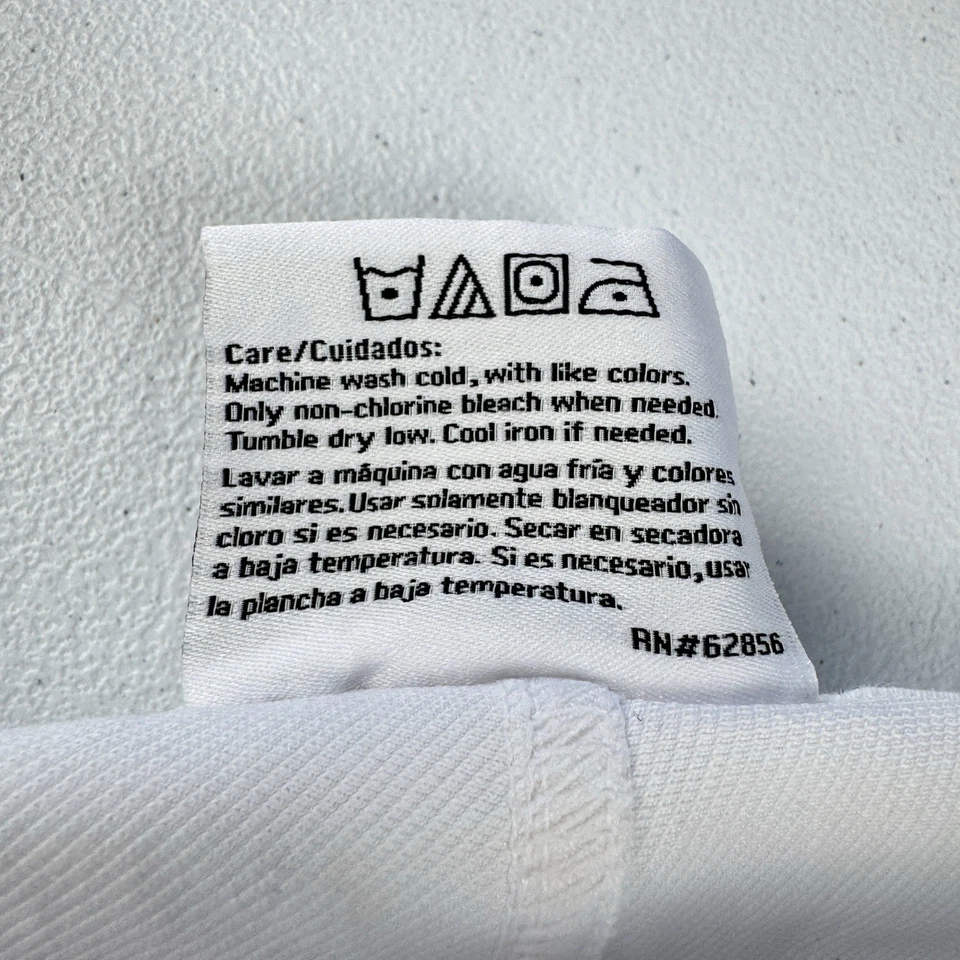 Care/Cuidados:
Machine wash cold, with like colors.
Only non-chlorine bleach when needed.
Tumble dry low. Cool iron if needed.
Lavar a máquina con agua fría y colores
similares. Usar solamente blanqueador sin
cloro si es necesario. Secar en secadora
a baja temperatura. Si es necesario, usar
la plancha a baja temperatura.
RN#62856